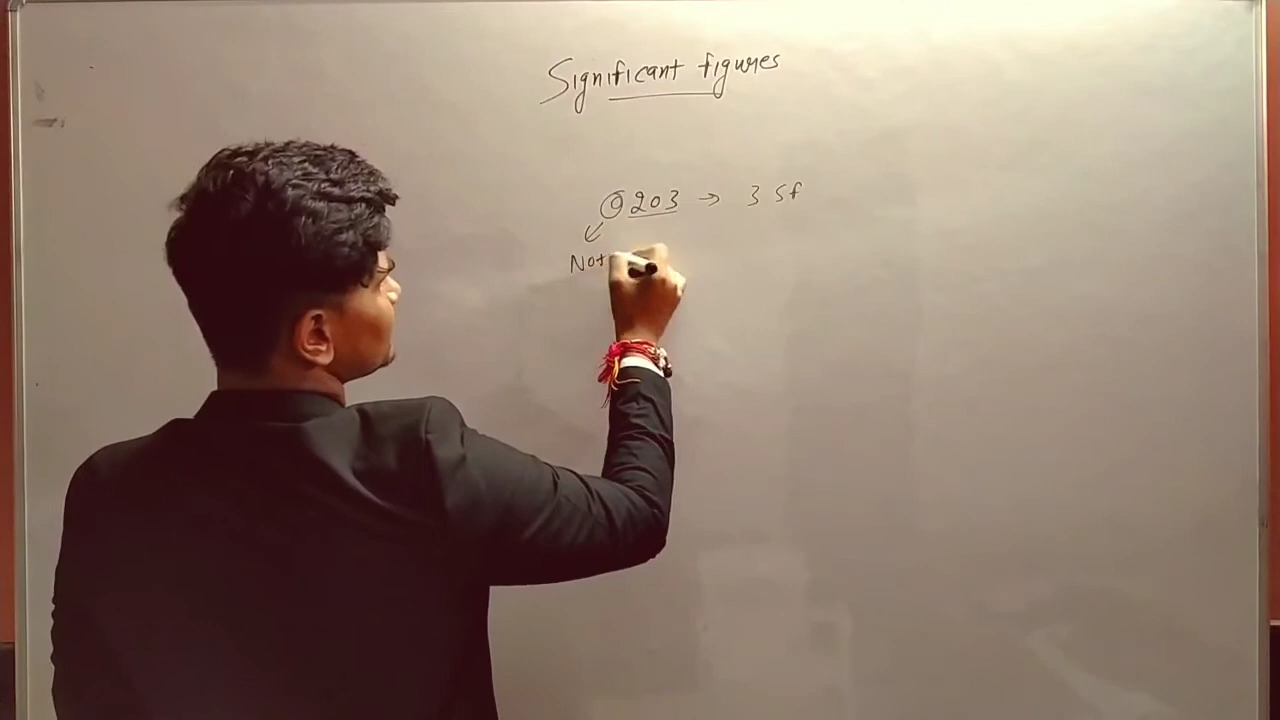 Significant figures
0203 → 3 Sf
Not